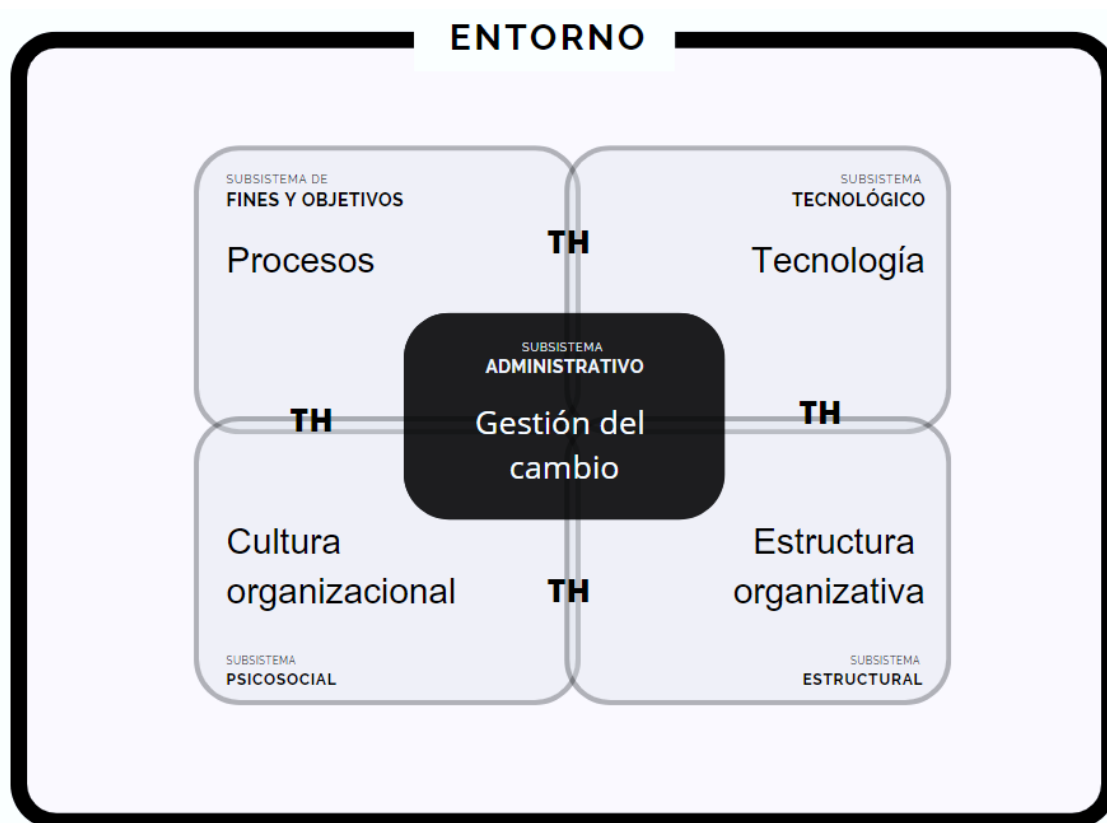 ENTORNO
SUBSISTEMA DE
FINES Y OBJETIVOS
Procesos
TH
SUBSISTEMA
TECNOLÓGICO
Tecnología
SUBSISTEMA
ADMINISTRATIVO
Gestión del
cambio
TH
TH
Cultura
organizacional
TH
Estructura
organizativa
SUBSISTEMA
PSICOSOCIAL
SUBSISTEMA
ESTRUCTURAL